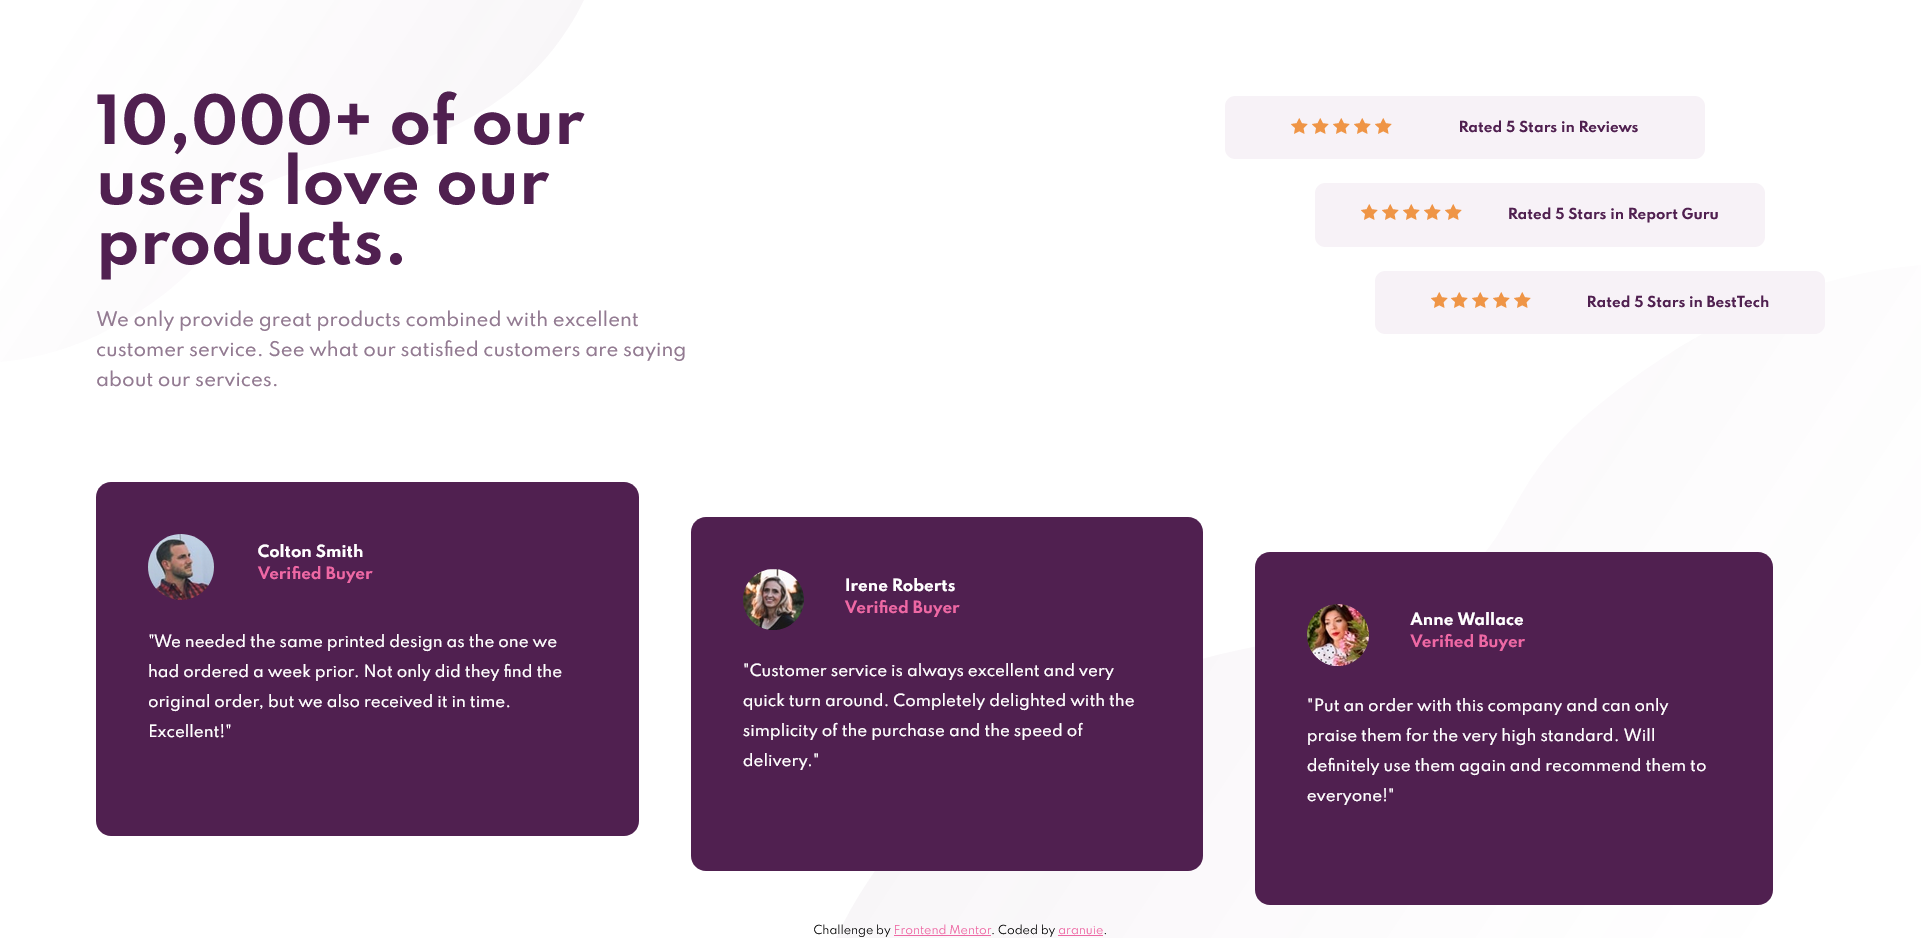 10,000+ of our
users love our
products.
We only provide great products combined with excellent
customer service. See what our satisfied customers are saying
about our services.
Rated 5 Stars in Reviews
Rated 5 Stars in Report Guru
Rated 5 Stars in BestTech
Colton Smith
Verified Buyer
"We needed the same printed design as the one we
had ordered a week prior. Not only did they find the
original order, but we also received it in time.
Excellent!"
Irene Roberts
Verified Buyer
"Customer service is always excellent and very
quick turn around. Completely delighted with the
simplicity of the purchase and the speed of
delivery."
Anne Wallace
Verified Buyer
"Put an order with this company and can only
praise them for the very high standard. Will
definitely use them again and recommend them to
everyone!"
Challenge by Frontend Mentor. Coded by aranuie.